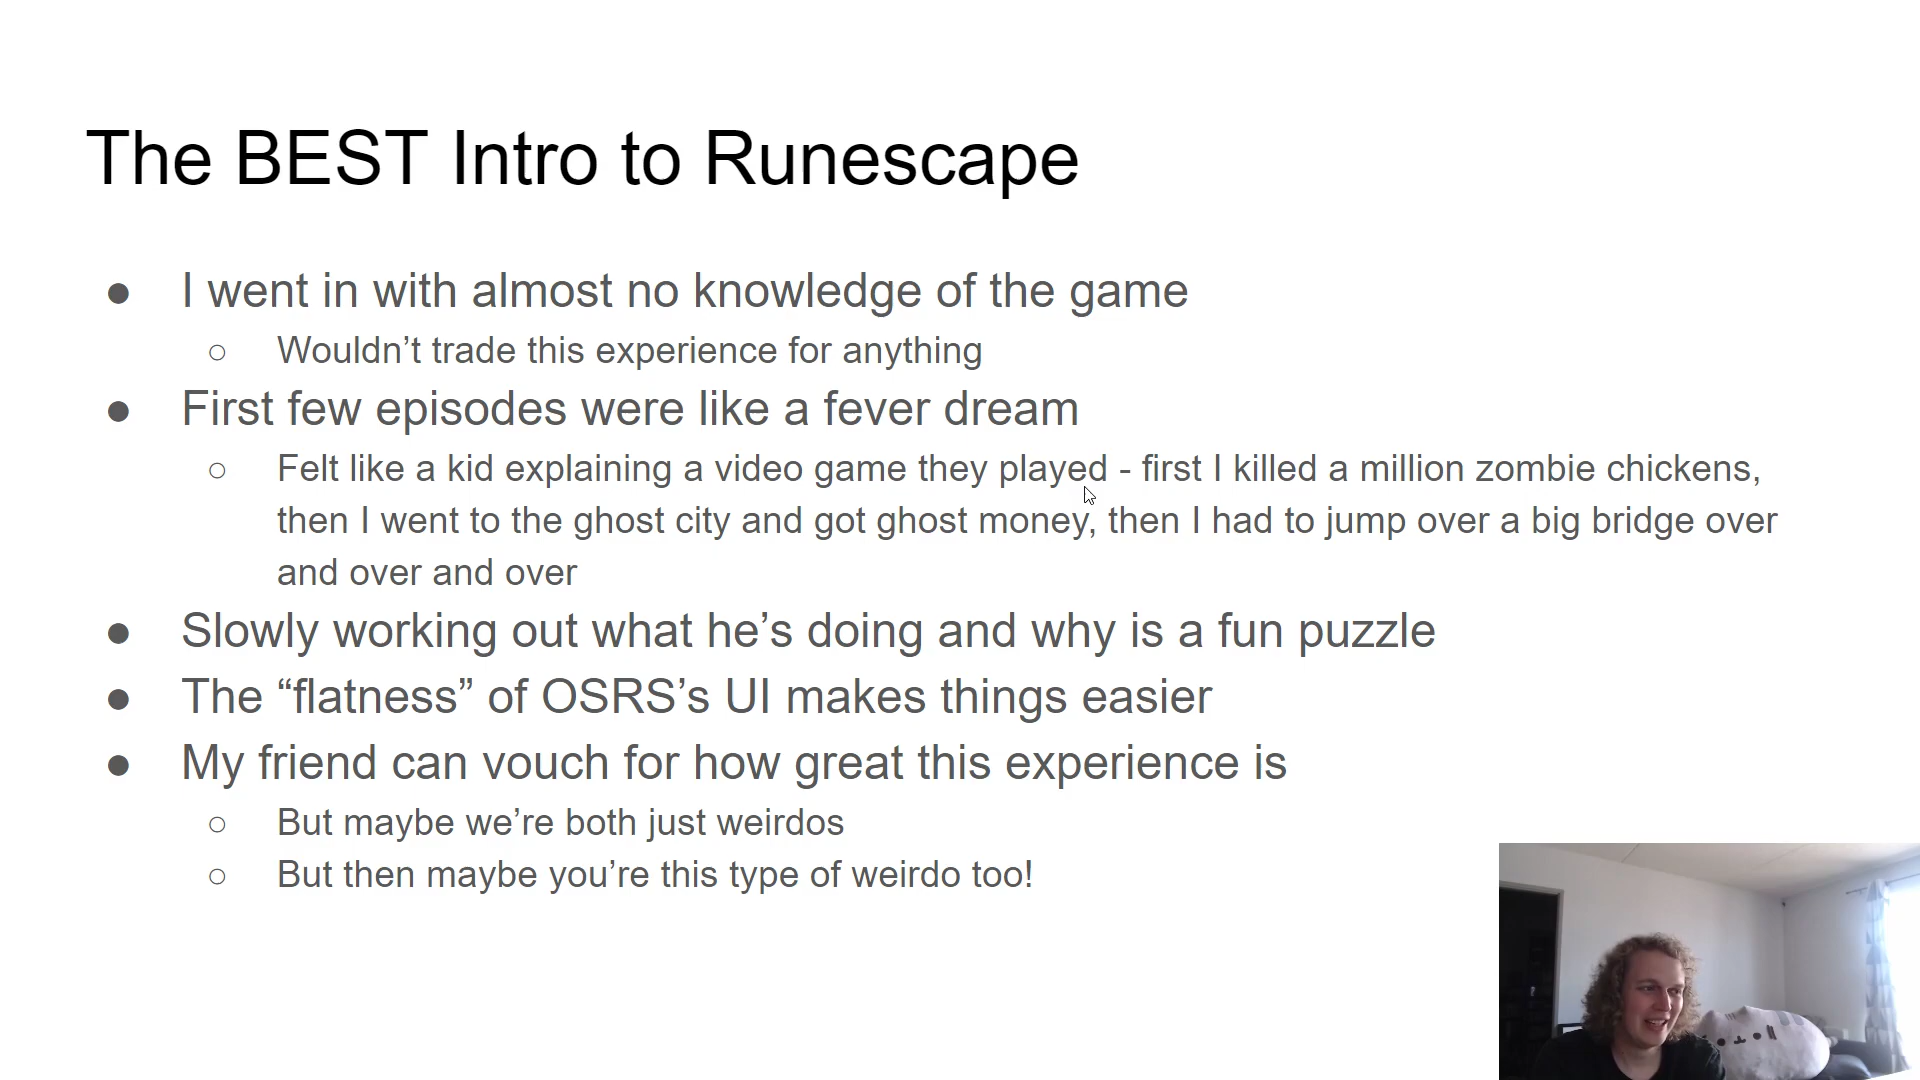 The BEST Intro to Runescape
● I went in with almost no knowledge of the game
○ Wouldn’t trade this experience for anything
● First few episodes were like a fever dream
○ Felt like a kid explaining a video game they played - first I killed a million zombie chickens,
then I went to the ghost city and got ghost money, then I had to jump over a big bridge over
and over and over
● Slowly working out what he’s doing and why is a fun puzzle
● The “flatness” of OSRS’s UI makes things easier
● My friend can vouch for how great this experience is
○ But maybe we’re both just weirdos
○ But then maybe you’re this type of weirdo too!